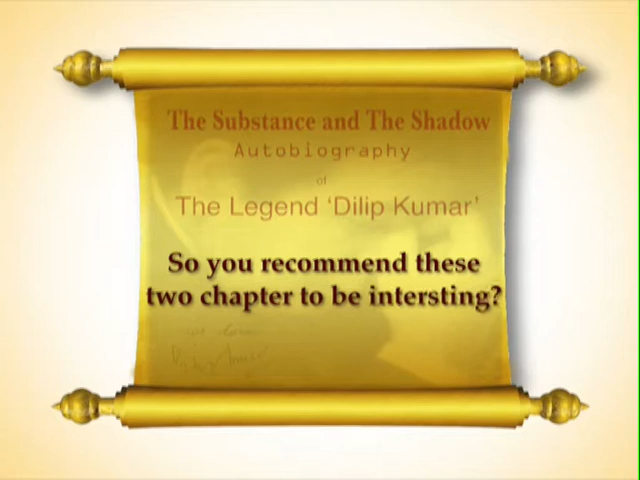 The Substance and The Shadow
Autobiography
of
The Legend ‘Dilip Kumar’
So you recommend these
two chapter to be intersting?